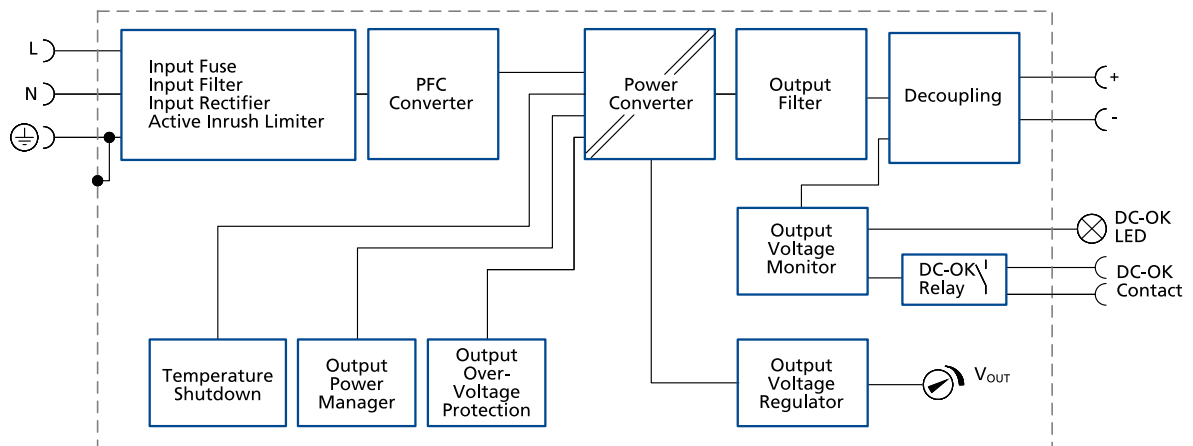 L
N
Input Fuse
Input Filter
Input Rectifier
Active Inrush Limiter
PFC
Converter
Power
Converter
Output
Filter
Decoupling
+
-
Output
Voltage
Monitor
DC-OK
LED
DC-OK
Relay
DC-OK
Contact
Temperature
Shutdown
Output
Power
Manager
Output
Over-
Voltage
Protection
Output
Voltage
Regulator
VOUT